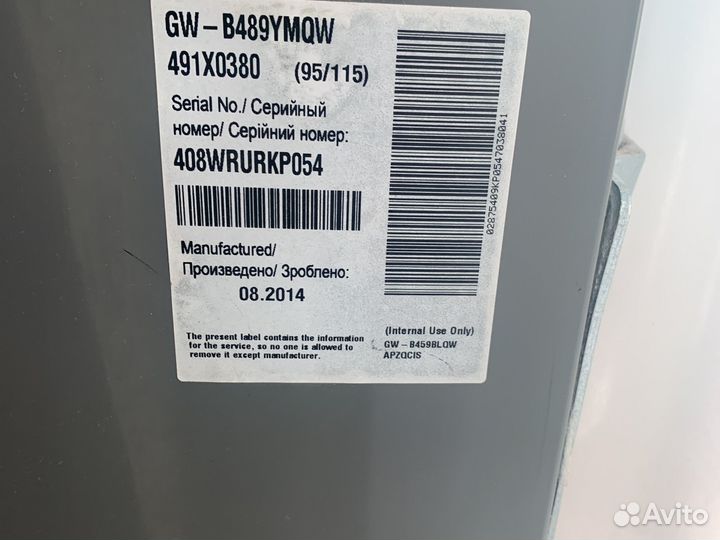 GW-B489YMQW
491X0380 (95/115)
Serial No./ Серийный
номер/ Серійний номер:
408WRURKP054
Manufactured/
Произведено/ Зроблено:
08.2014
The present label contains the information
for the service, so no one is allowed to
remove it except manufacturer.
02875409KP0547038041
(Internal Use Only)
GW-B459BLQW
APZQCIS
Avito